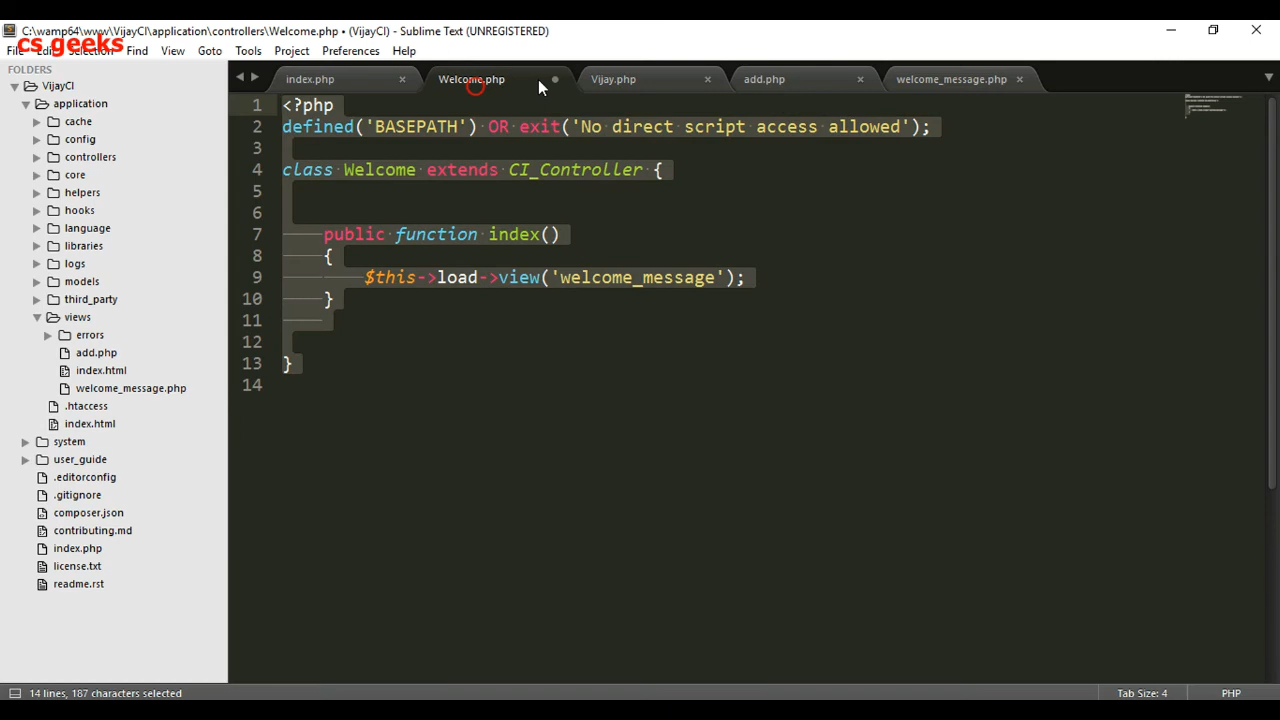 C:\wamp64\www\VijayCI\application\controllers\Welcome.php • (VijayCI) - Sublime Text (UNREGISTERED)
cs geeks
File Edit Selection Find View Goto Tools Project Preferences Help
FOLDERS
VijayCI
application
cache
config
controllers
core
helpers
hooks
language
libraries
logs
models
third_party
views
errors
add.php
index.html
welcome_message.php
.htaccess
index.html
system
user_guide
.editorconfig
.gitignore
composer.json
contributing.md
index.php
license.txt
readme.rst
index.php Welcome.php Vijay.php add.php welcome_message.php
1 <?php
2 defined('BASEPATH') OR exit('No direct script access allowed');
3
4 class Welcome extends CI_Controller {
5
6
7 public function index()
8 {
9 $this->load->view('welcome_message');
10 }
11
12
13 }
14
14 lines, 187 characters selected
Tab Size: 4
PHP